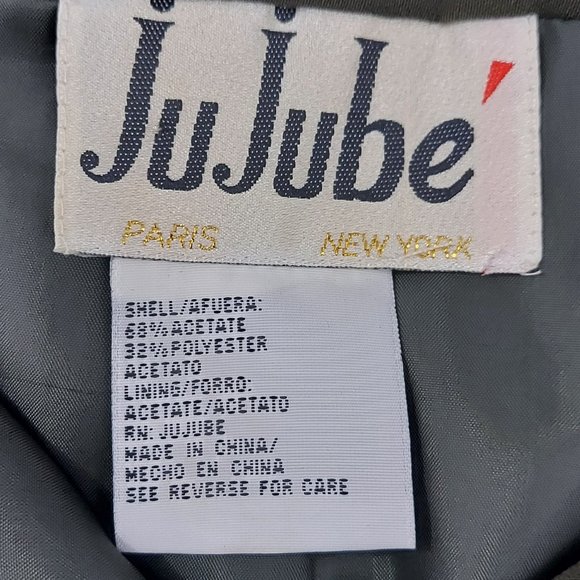 JuJube'
PARIS NEW YORK
SHELL/AFUERA:
68% ACETATE
32% POLYESTER
ACETATO
LINING/FORRO:
ACETATE/ACETATO
RN: JUJUBE
MADE IN CHINA/
MECHO EN CHINA
SEE REVERSE FOR CARE